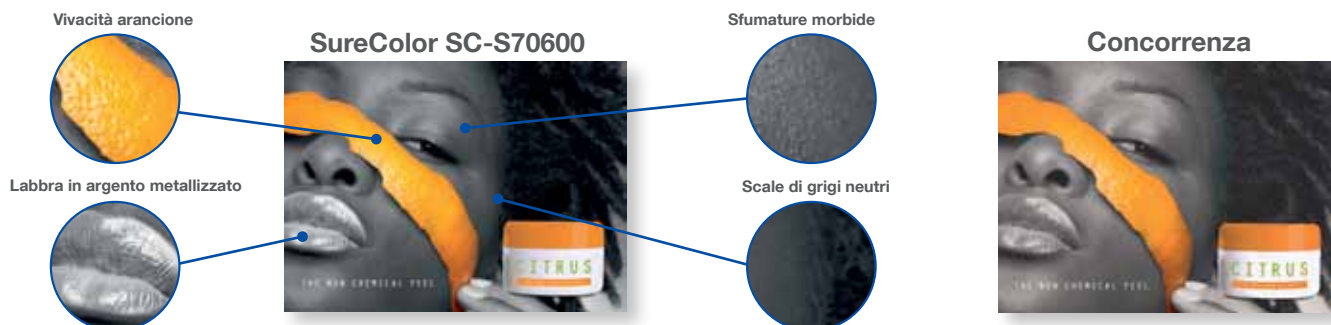 Vivacità arancione
SureColor SC-S70600
Sfumature morbide
Concorrenza
Labbra in argento metallizzato
Scale di grigi neutri
CITRUS
THE NON CHEMICAL PEEL
CITRUS
THE NON CHEMICAL PEEL